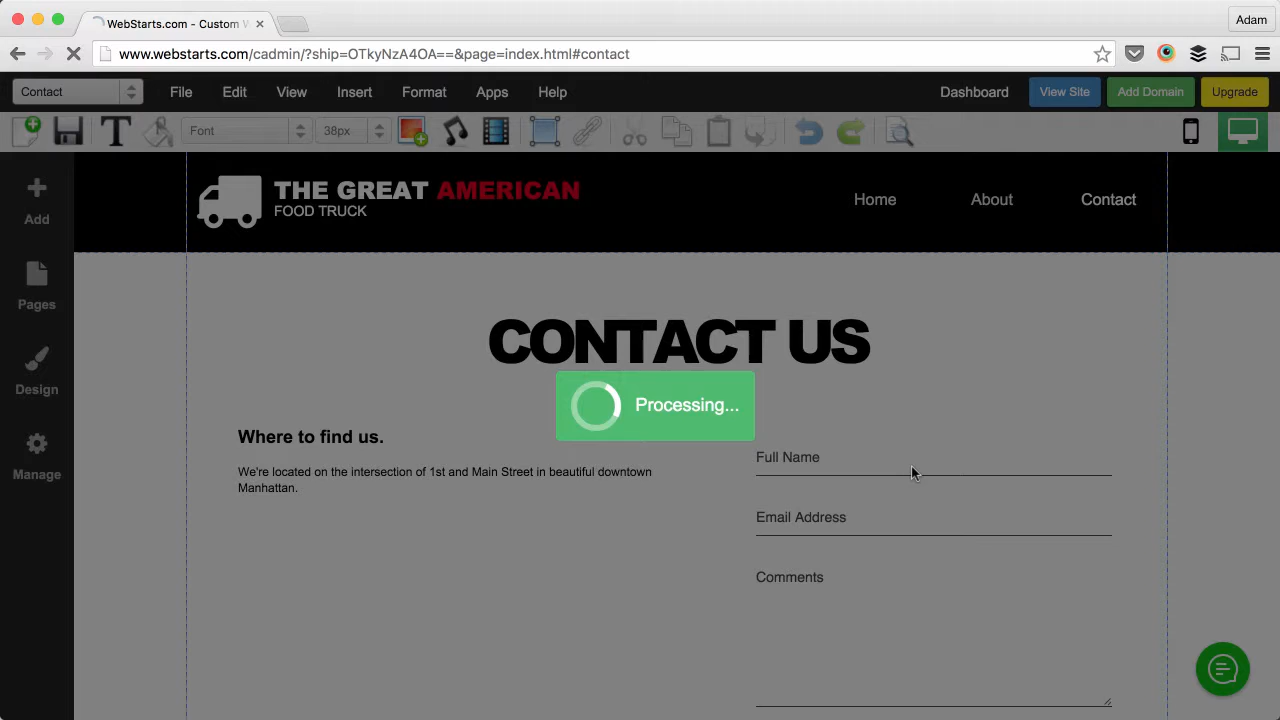 WebStarts.com - Custom W
Adam
www.webstarts.com/cadmin/?ship=OTkyNzA4OA==&page=index.html#contact
Contact File Edit View Insert Format Apps Help Dashboard View Site Add Domain Upgrade
Font 38px
Add
Pages
Design
Manage
THE GREAT AMERICAN
FOOD TRUCK
Home About Contact
CONTACT US
Processing...
Where to find us.
We're located on the intersection of 1st and Main Street in beautiful downtown
Manhattan.
Full Name
Email Address
Comments